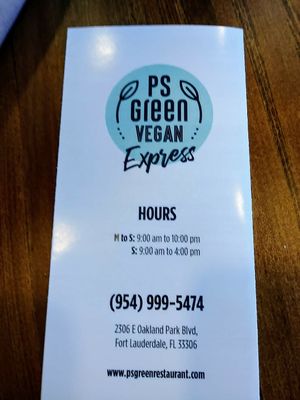 PS
Green
VEGAN
Express
HOURS
M to S: 9:00 am to 10:00 pm
S: 9:00 am to 4:00 pm
(954) 999-5474
2306 E Oakland Park Blvd,
Fort Lauderdale, FL 33306
www.psgreenrestaurant.com